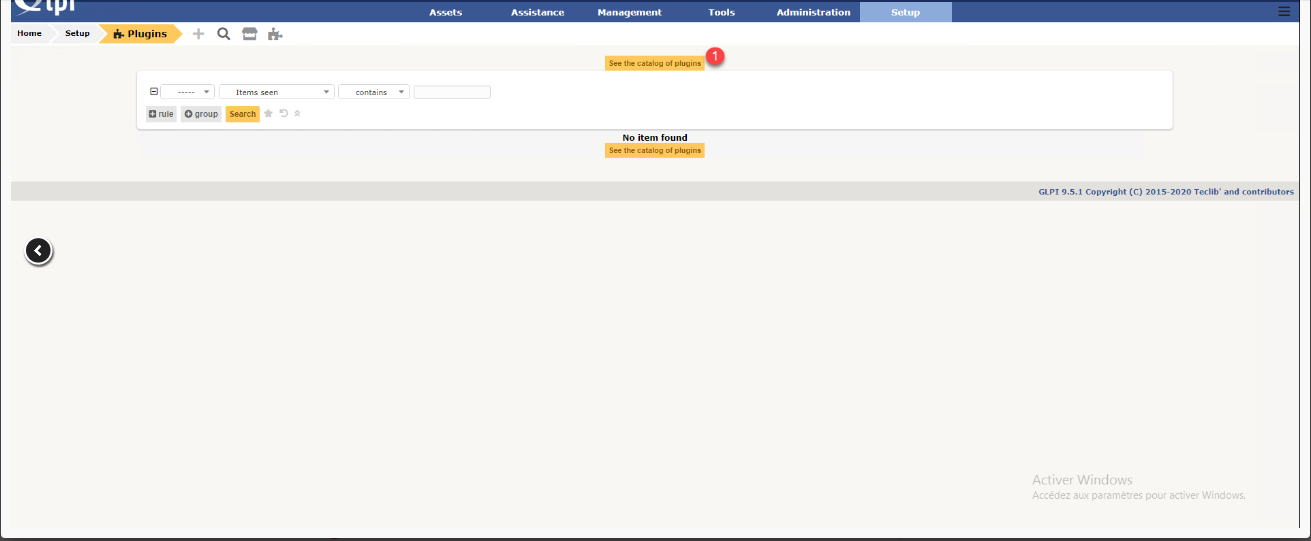 Glpi
Assets Assistance Management Tools Administration Setup
Home Setup Plugins
See the catalog of plugins 1
----- Items seen contains
rule group Search
No item found
See the catalog of plugins
GLPI 9.5.1 Copyright (C) 2015-2020 Teclib' and contributors
Activer Windows
Accédez aux paramètres pour activer Windows.